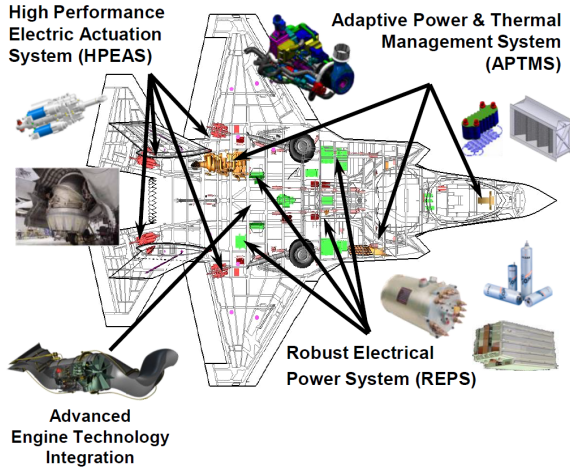 High Performance
Electric Actuation
System (HPEAS)
Adaptive Power & Thermal
Management System
(APTMS)
Robust Electrical
Power System (REPS)
Advanced
Engine Technology
Integration